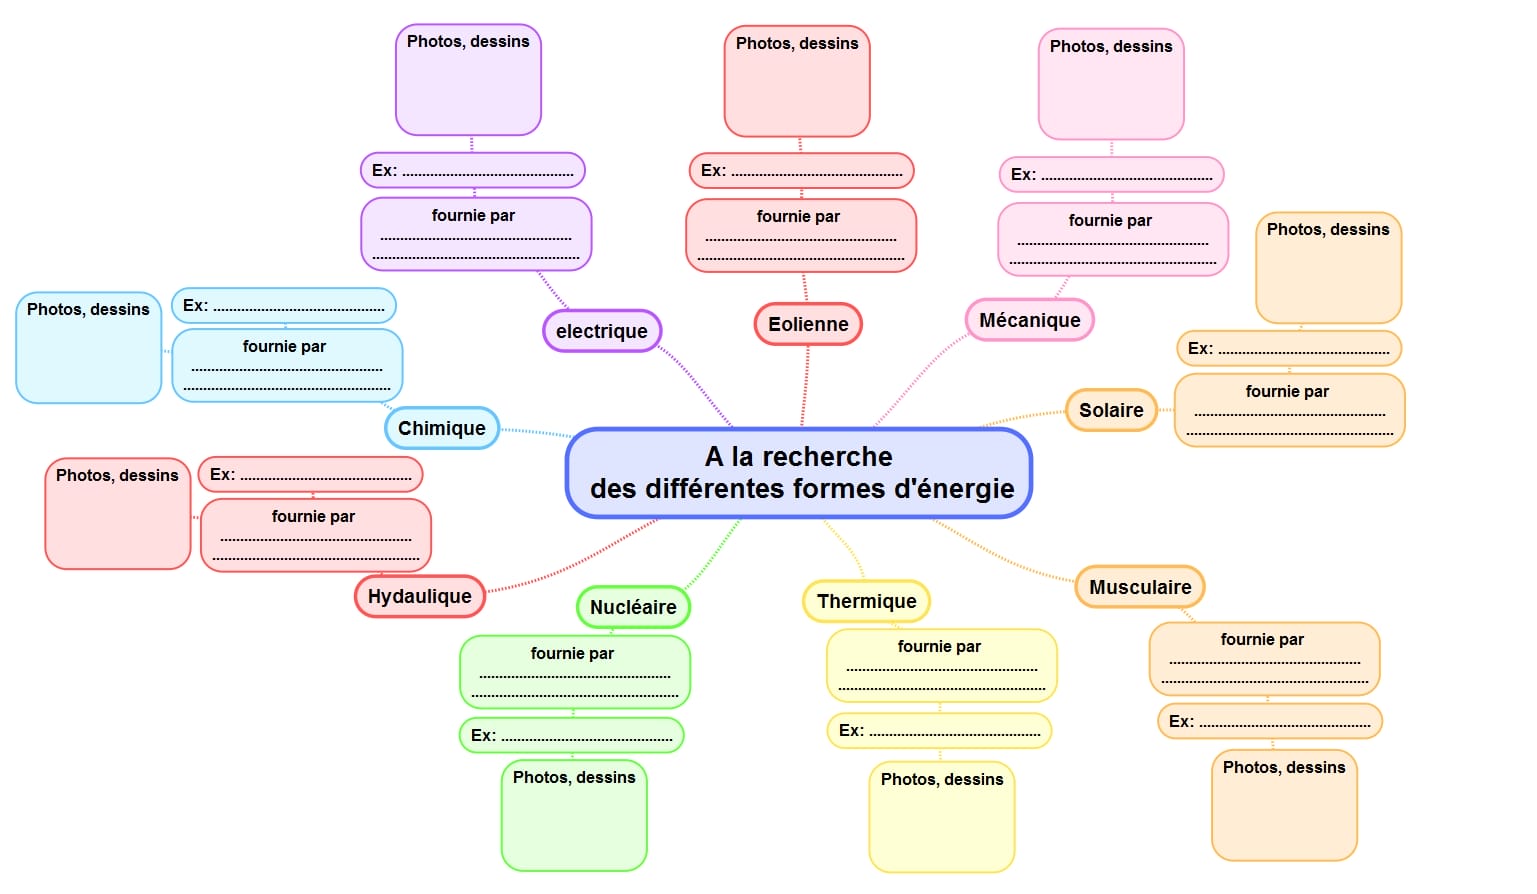 A la recherche
des différentes formes d'énergie
electrique
fournie par
................................................
....................................................
Ex: ...........................................
Photos, dessins
Eolienne
fournie par
................................................
....................................................
Ex: ...........................................
Photos, dessins
Mécanique
fournie par
................................................
....................................................
Ex: ...........................................
Photos, dessins
Solaire
fournie par
................................................
....................................................
Ex: ...........................................
Photos, dessins
Musculaire
fournie par
................................................
....................................................
Ex: ...........................................
Photos, dessins
Thermique
fournie par
................................................
....................................................
Ex: ...........................................
Photos, dessins
Nucléaire
fournie par
................................................
....................................................
Ex: ...........................................
Photos, dessins
Hydaulique
fournie par
................................................
....................................................
Ex: ...........................................
Photos, dessins
Chimique
fournie par
................................................
....................................................
Ex: ...........................................
Photos, dessins